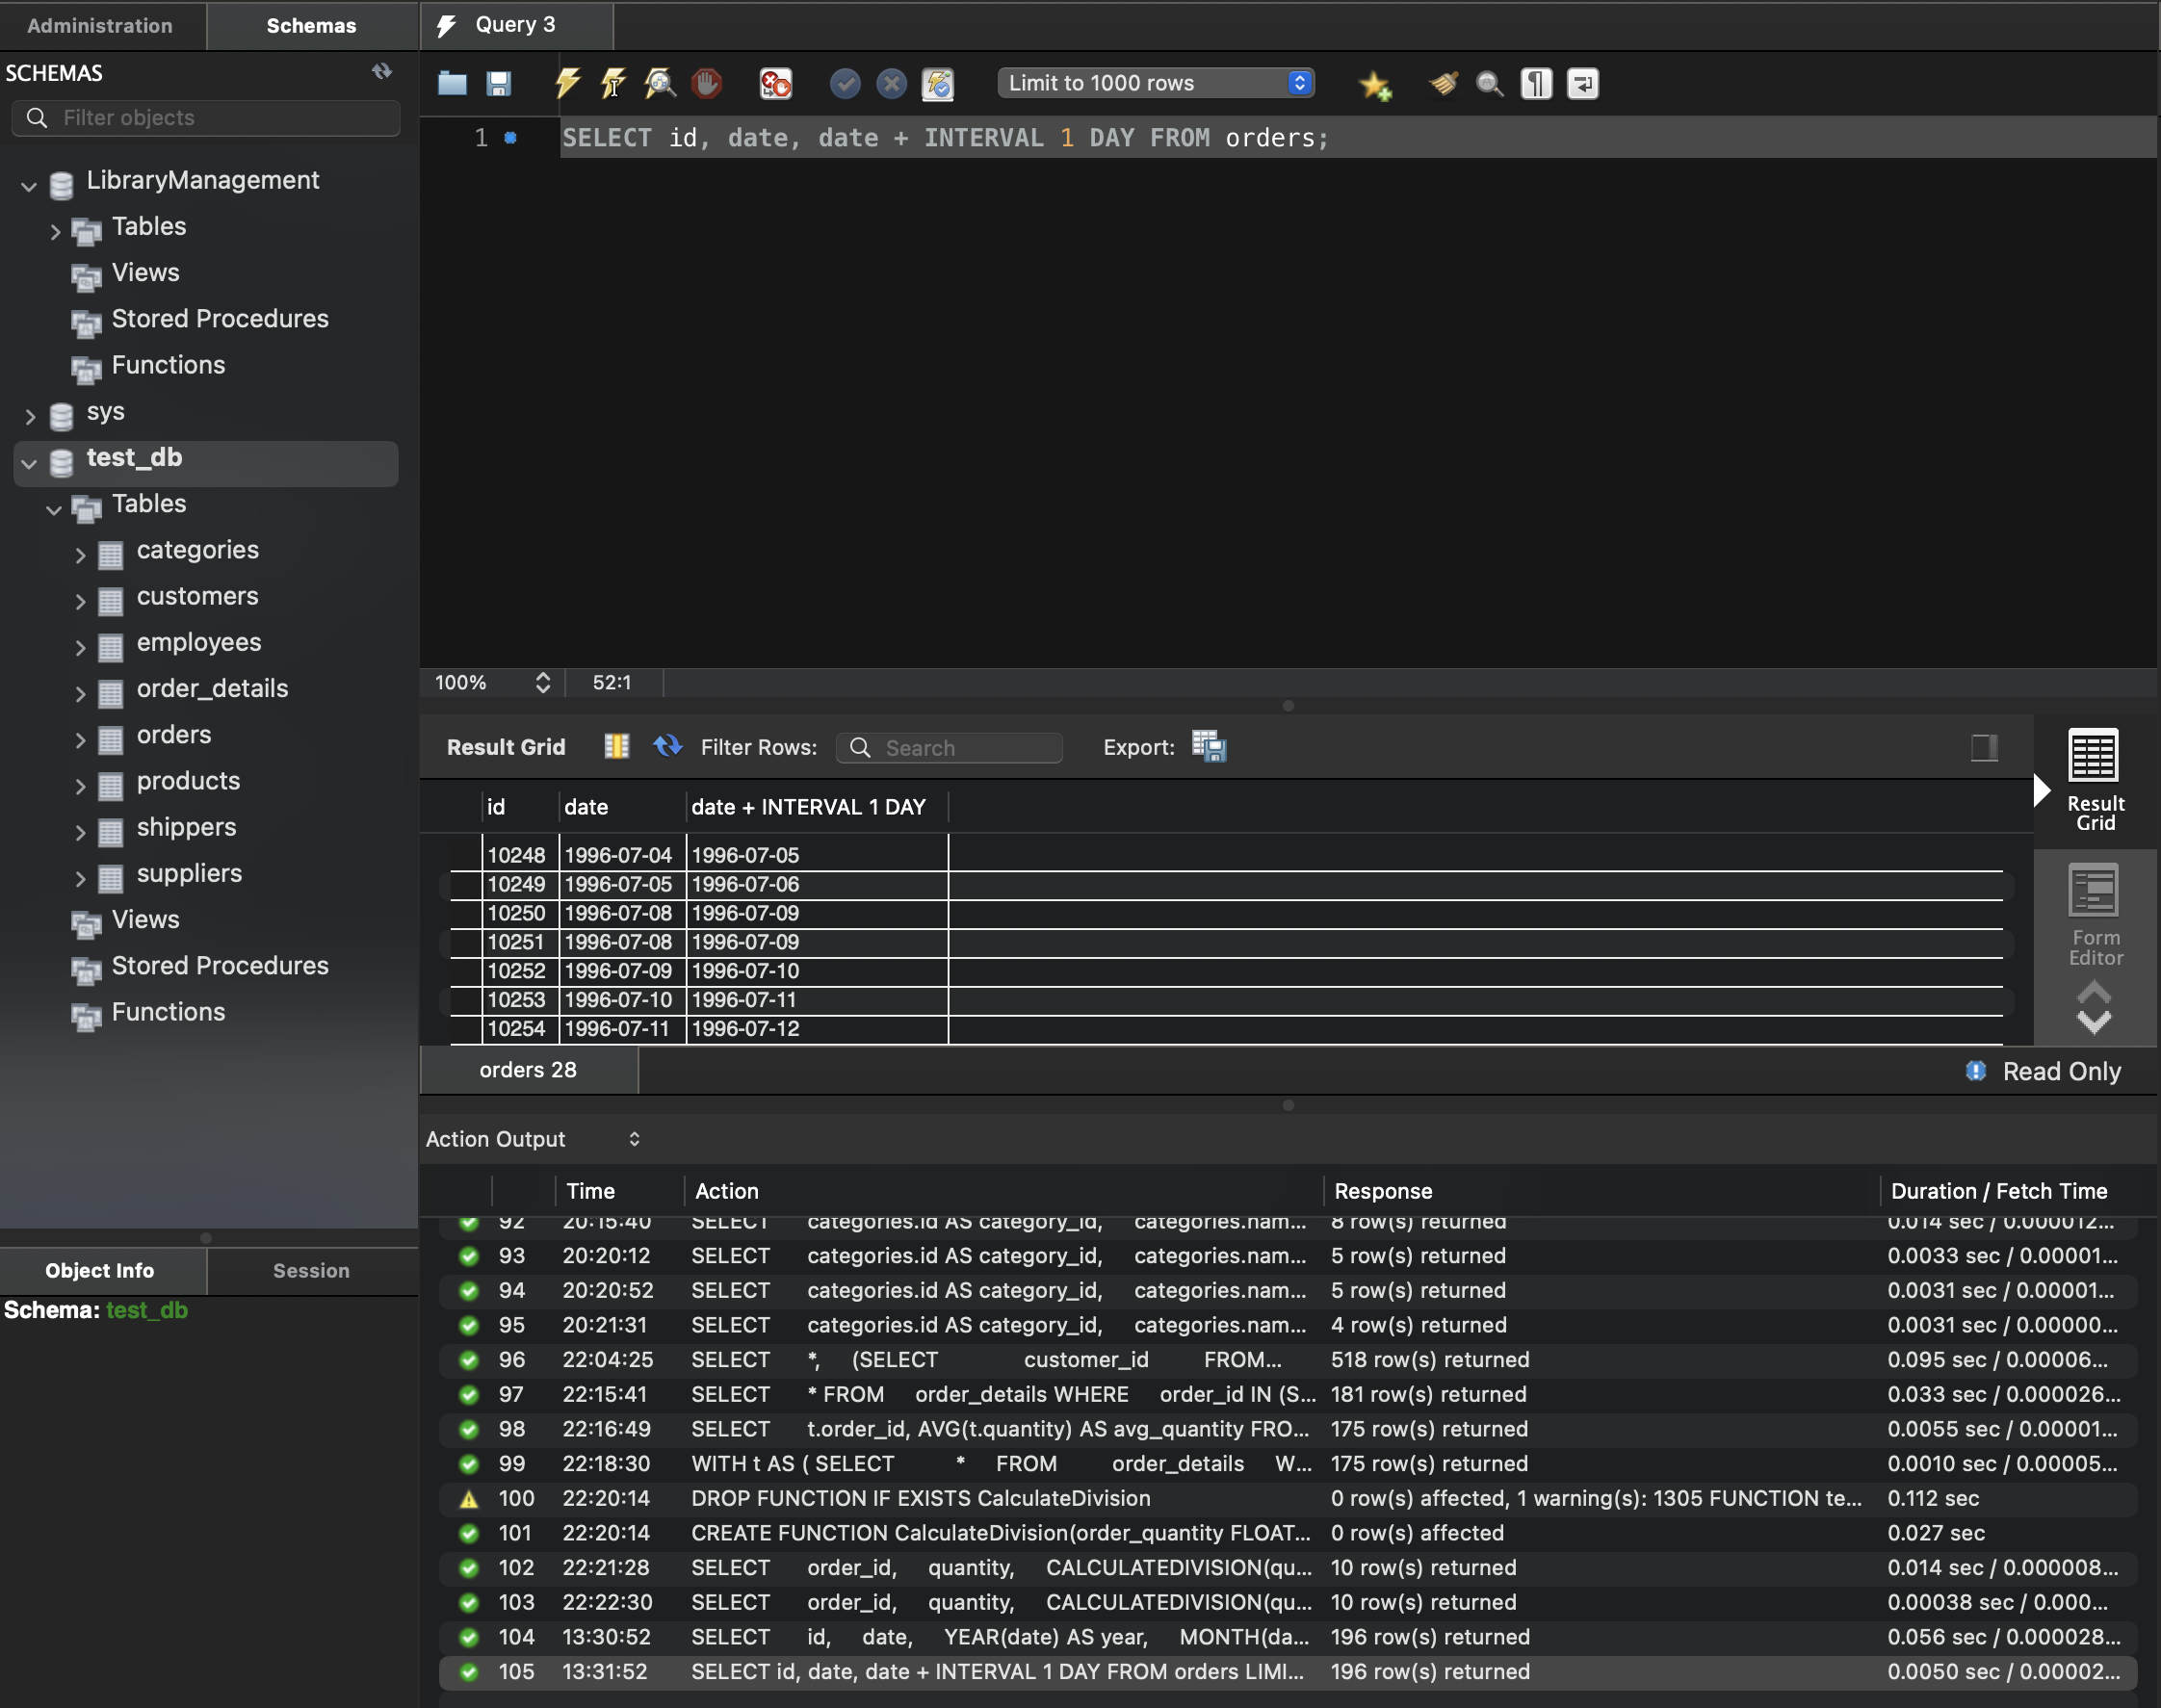 Administration
Schemas
Query 3
SCHEMAS
Filter objects
Limit to 1000 rows
1
SELECT id, date, date + INTERVAL 1 DAY FROM orders;
LibraryManagement
Tables
Views
Stored Procedures
Functions
sys
test_db
Tables
categories
customers
employees
order_details
orders
products
shippers
suppliers
Views
Stored Procedures
Functions
Object Info
Session
Schema: test_db
100%
52:1
Result Grid
Filter Rows:
Search
Export:
Result Grid
Form Editor
id date date + INTERVAL 1 DAY
10248 1996-07-04 1996-07-05
10249 1996-07-05 1996-07-06
10250 1996-07-08 1996-07-09
10251 1996-07-08 1996-07-09
10252 1996-07-09 1996-07-10
10253 1996-07-10 1996-07-11
10254 1996-07-11 1996-07-12
orders 28
Read Only
Action Output
Time Action Response Duration / Fetch Time
92 20:15:40 SELECT categories.id AS category_id, categories.nam... 8 row(s) returned 0.014 sec / 0.000012...
93 20:20:12 SELECT categories.id AS category_id, categories.nam... 5 row(s) returned 0.0033 sec / 0.00001...
94 20:20:52 SELECT categories.id AS category_id, categories.nam... 5 row(s) returned 0.0031 sec / 0.00001...
95 20:21:31 SELECT categories.id AS category_id, categories.nam... 4 row(s) returned 0.0031 sec / 0.00000...
96 22:04:25 SELECT *, (SELECT customer_id FROM... 518 row(s) returned 0.095 sec / 0.00006...
97 22:15:41 SELECT * FROM order_details WHERE order_id IN (S... 181 row(s) returned 0.033 sec / 0.000026...
98 22:16:49 SELECT t.order_id, AVG(t.quantity) AS avg_quantity FRO... 175 row(s) returned 0.0055 sec / 0.00001...
99 22:18:30 WITH t AS ( SELECT * FROM order_details W... 175 row(s) returned 0.0010 sec / 0.00005...
100 22:20:14 DROP FUNCTION IF EXISTS CalculateDivision 0 row(s) affected, 1 warning(s): 1305 FUNCTION te... 0.112 sec
101 22:20:14 CREATE FUNCTION CalculateDivision(order_quantity FLOAT... 0 row(s) affected 0.027 sec
102 22:21:28 SELECT order_id, quantity, CALCULATEDIVISION(qu... 10 row(s) returned 0.014 sec / 0.000008...
103 22:22:30 SELECT order_id, quantity, CALCULATEDIVISION(qu... 10 row(s) returned 0.00038 sec / 0.000...
104 13:30:52 SELECT id, date, YEAR(date) AS year, MONTH(da... 196 row(s) returned 0.056 sec / 0.000028...
105 13:31:52 SELECT id, date, date + INTERVAL 1 DAY FROM orders LIMI... 196 row(s) returned 0.0050 sec / 0.00002...